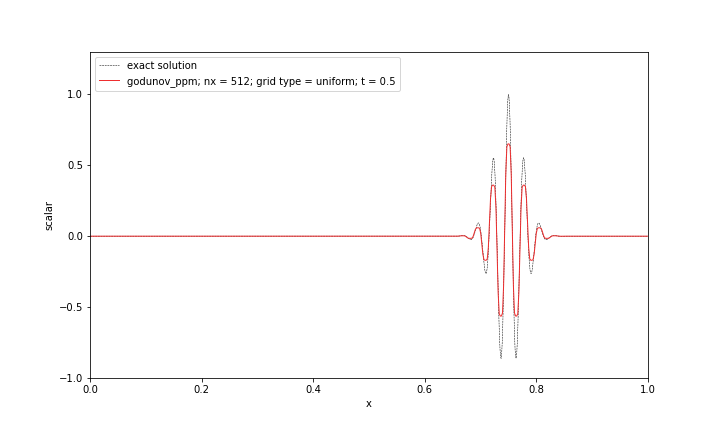 exact solution
godunov_ppm; nx = 512; grid type = uniform; t = 0.5
1.0
0.5
0.0
−0.5
−1.0
scalar
0.0 0.2 0.4 0.6 0.8 1.0
x